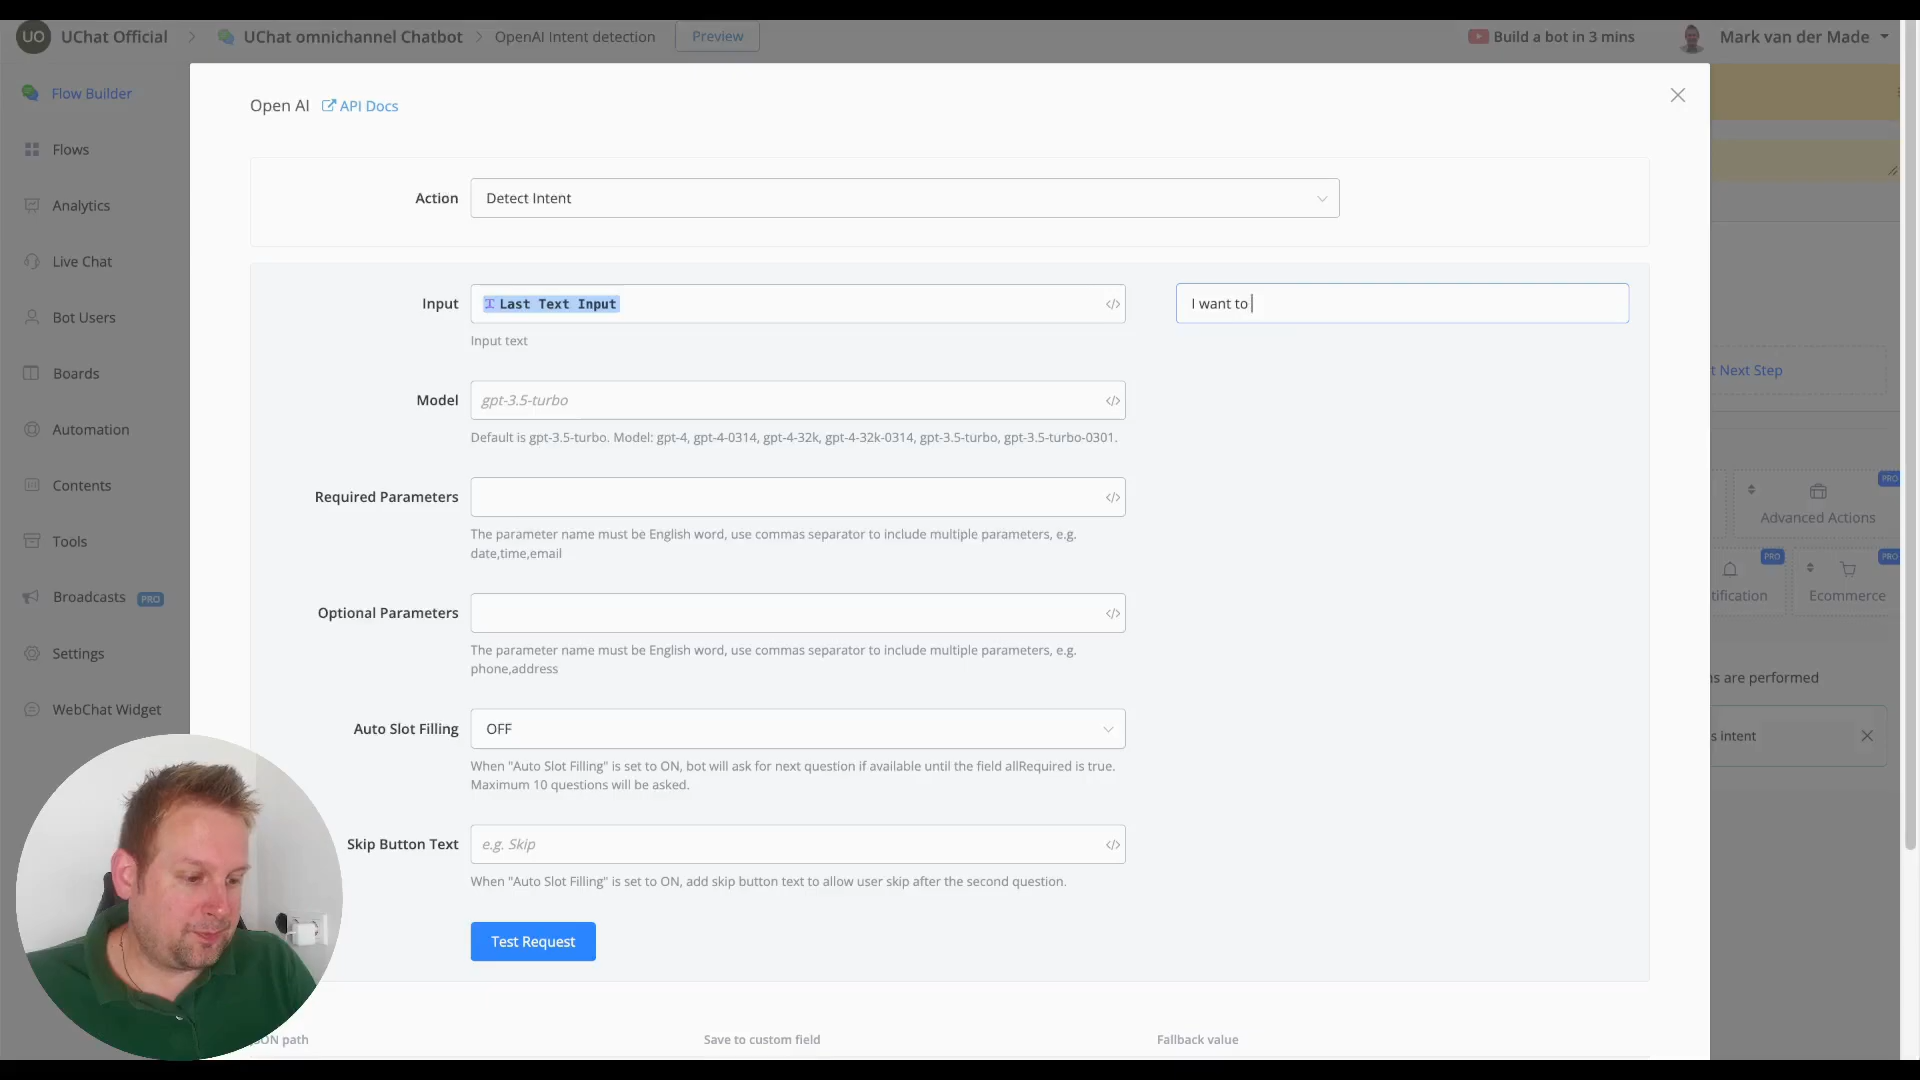 UO UChat Official > UChat omnichannel Chatbot > OpenAI Intent detection Preview Build a bot in 3 mins Mark van der Made
Flow Builder
Flows
Analytics
Live Chat
Bot Users
Boards
Automation
Contents
Tools
Broadcasts PRO
Settings
WebChat Widget
Open AI API Docs
Action Detect Intent
Input Last Text Input </> I want to
Input text
Model gpt-3.5-turbo </>
Default is gpt-3.5-turbo. Model: gpt-4, gpt-4-0314, gpt-4-32k, gpt-4-32k-0314, gpt-3.5-turbo, gpt-3.5-turbo-0301.
Required Parameters </>
The parameter name must be English word, use commas separator to include multiple parameters, e.g.
date,time,email
Optional Parameters </>
The parameter name must be English word, use commas separator to include multiple parameters, e.g.
phone,address
Auto Slot Filling OFF
When "Auto Slot Filling" is set to ON, bot will ask for next question if available until the field allRequired is true.
Maximum 10 questions will be asked.
Skip Button Text e.g. Skip </>
When "Auto Slot Filling" is set to ON, add skip button text to allow user skip after the second question.
Test Request
JSON path Save to custom field Fallback value
t Next Step
PRO
Advanced Actions
PRO PRO
tification Ecommerce
ns are performed
s intent